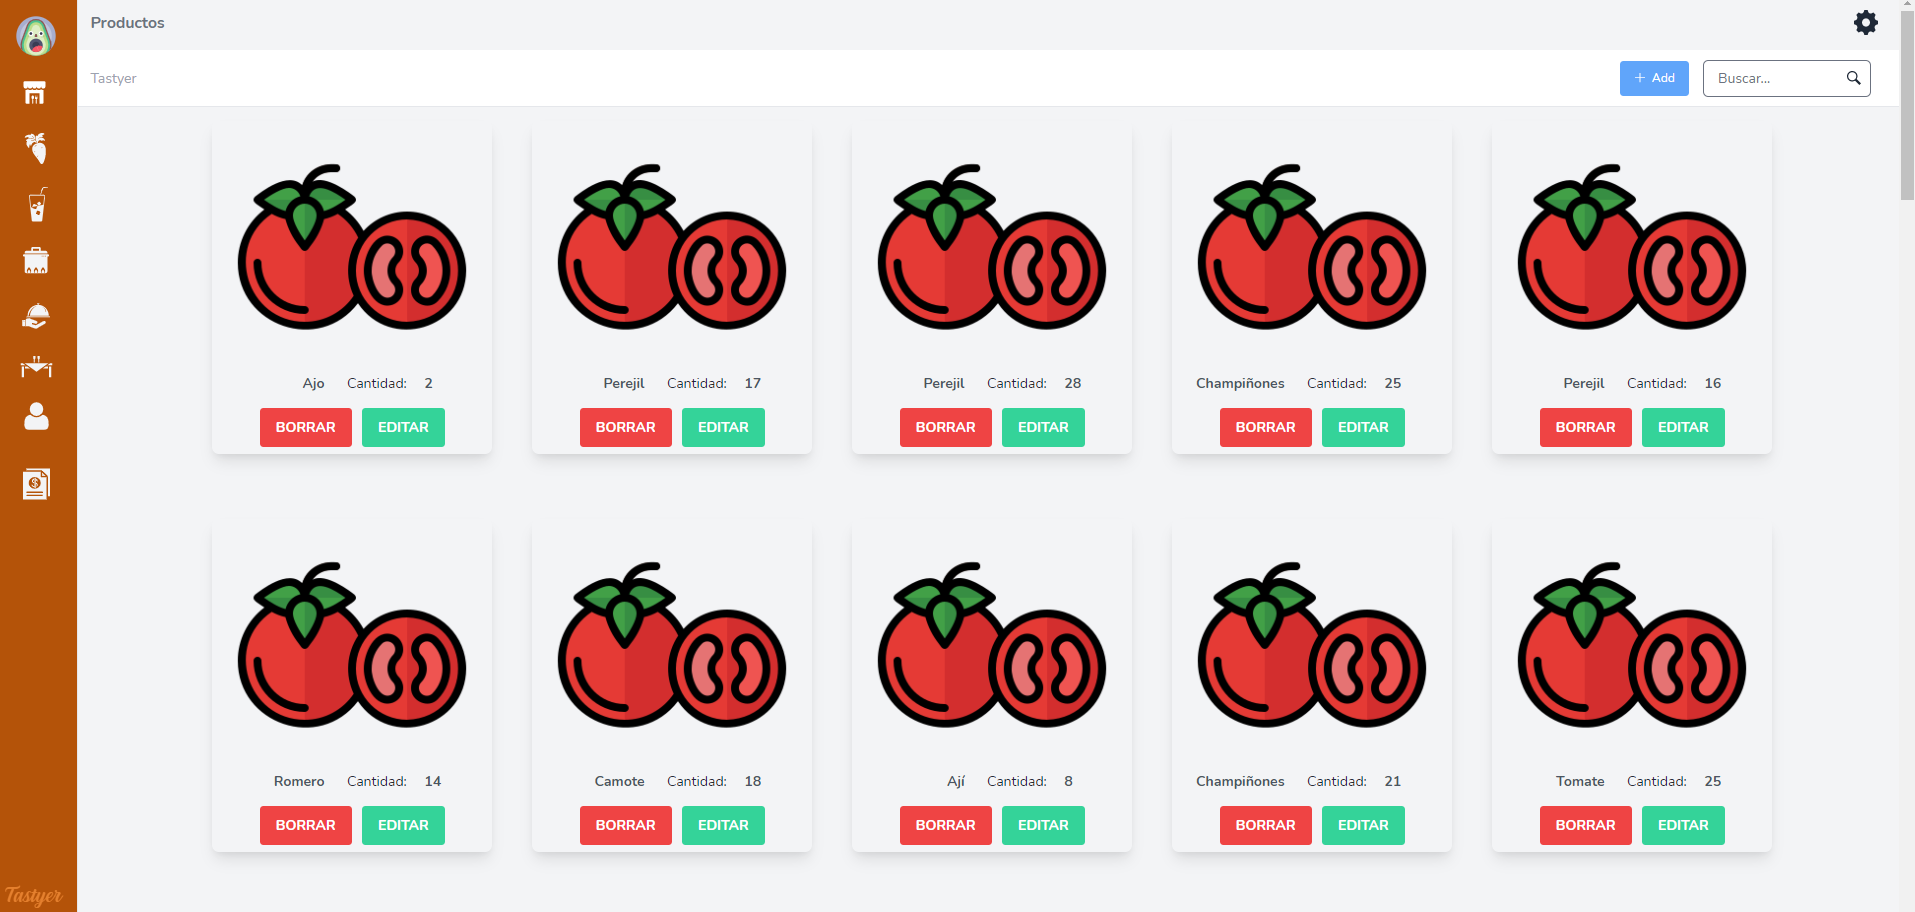 Productos
Tastyer
+ Add
Buscar...
Ajo Cantidad: 2
BORRAR EDITAR
Perejil Cantidad: 17
BORRAR EDITAR
Perejil Cantidad: 28
BORRAR EDITAR
Champiñones Cantidad: 25
BORRAR EDITAR
Perejil Cantidad: 16
BORRAR EDITAR
Romero Cantidad: 14
BORRAR EDITAR
Camote Cantidad: 18
BORRAR EDITAR
Ají Cantidad: 8
BORRAR EDITAR
Champiñones Cantidad: 21
BORRAR EDITAR
Tomate Cantidad: 25
BORRAR EDITAR
Tastyer